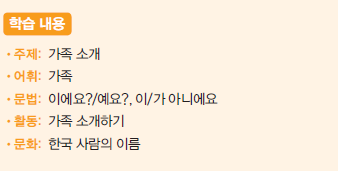 학습 내용
• 주제: 가족 소개
• 어휘: 가족
• 문법: 이에요?/예요?, 이/가 아니에요
• 활동: 가족 소개하기
• 문화: 한국 사람의 이름